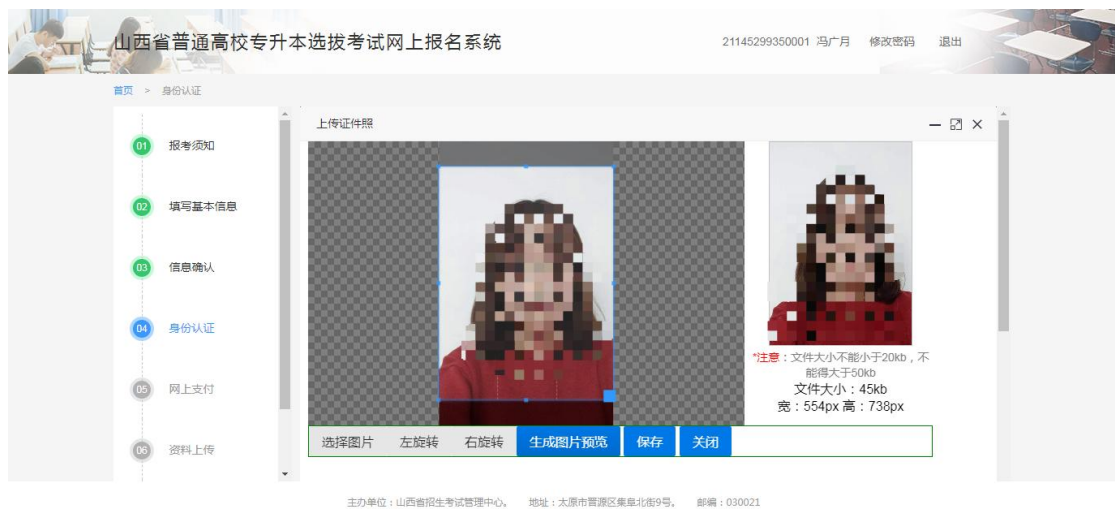 山西省普通高校专升本选拔考试网上报名系统
21145299350001 冯广月 修改密码 退出
首页 > 身份认证
上传证件照
01 报考须知
02 填写基本信息
03 信息确认
04 身份认证
05 网上支付
06 资料上传
*注意：文件大小不能小于20kb，不
能得大于50kb
文件大小：45kb
宽：554px 高：738px
选择图片 左旋转 右旋转 生成图片预览 保存 关闭
主办单位：山西省招生考试管理中心。 地址：太原市晋源区集阜北街9号。 邮编：030021